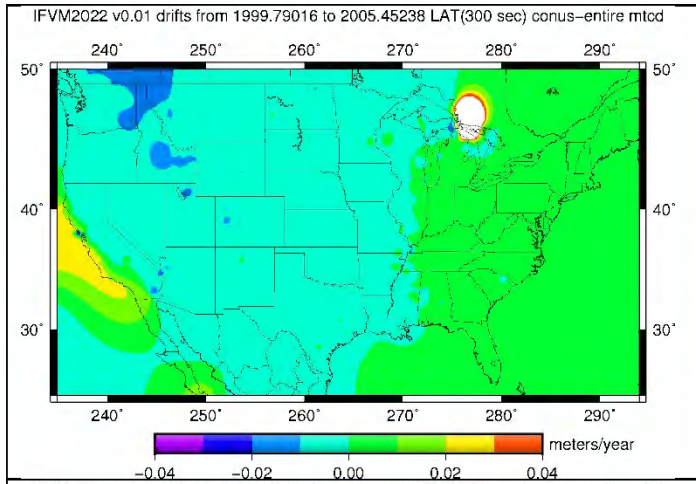 IFVM2022 v0.01 drifts from 1999.79016 to 2005.45238 LAT(300 sec) conus−entire mtcd
240˚ 250˚ 260˚ 270˚ 280˚ 290˚
50˚ 50˚
40˚ 40˚
30˚ 30˚
240˚ 250˚ 260˚ 270˚ 280˚ 290˚
meters/year
−0.04 −0.02 0.00 0.02 0.04